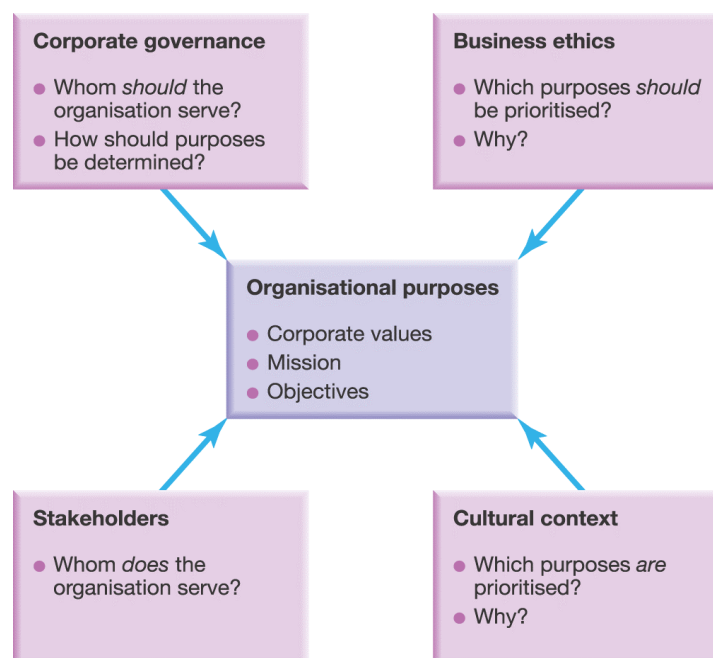 Corporate governance
Whom should the
organisation serve?
How should purposes
be determined?
Business ethics
Which purposes should
be prioritised?
Why?
Organisational purposes
Corporate values
Mission
Objectives
Stakeholders
Whom does the
organisation serve?
Cultural context
Which purposes are
prioritised?
Why?